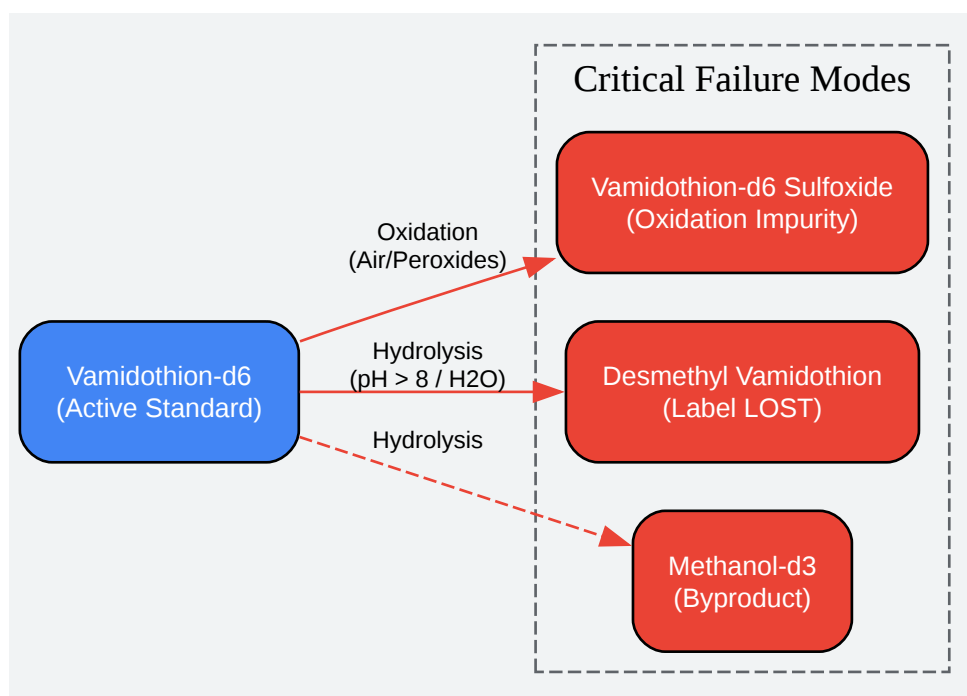 Critical Failure Modes
Vamidothion-d6 Sulfoxide
(Oxidation Impurity)
Oxidation
(Air/Peroxides)
Vamidothion-d6
(Active Standard)
Hydrolysis
(pH > 8 / H2O)
Desmethyl Vamidothion
(Label LOST)
Hydrolysis
Methanol-d3
(Byproduct)